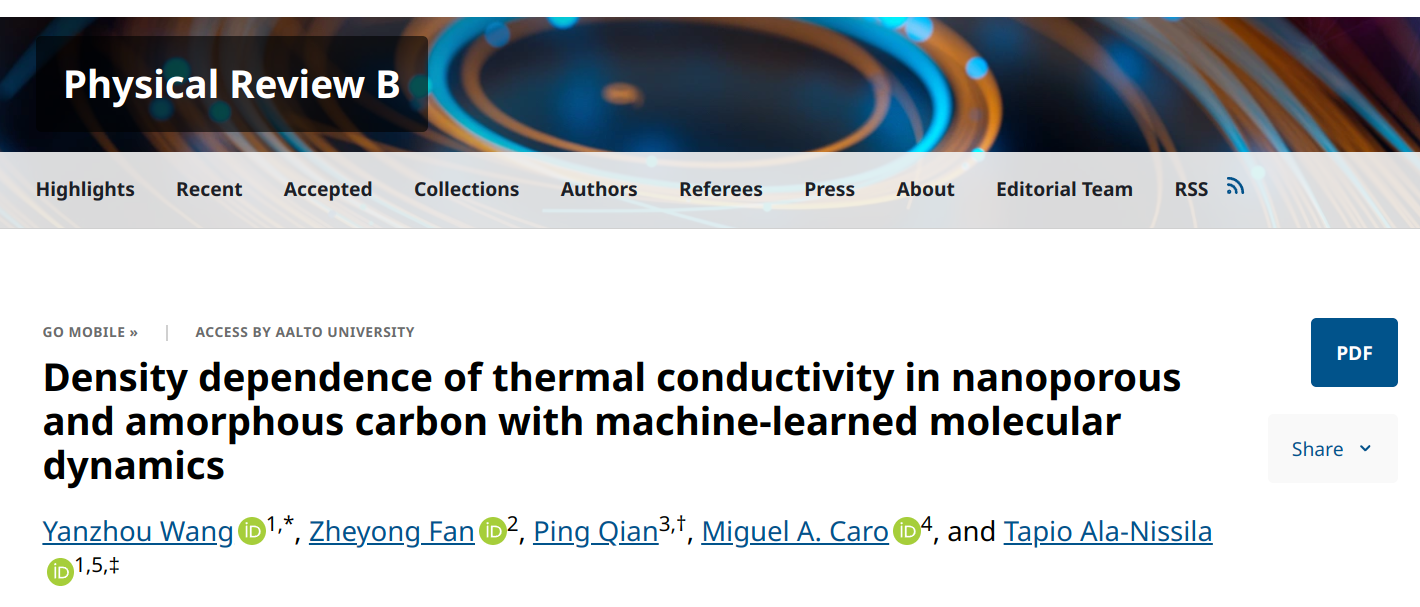 Physical Review B
Highlights Recent Accepted Collections Authors Referees Press About Editorial Team RSS
GO MOBILE » | ACCESS BY AALTO UNIVERSITY
PDF
Density dependence of thermal conductivity in nanoporous
and amorphous carbon with machine-learned molecular
dynamics
Share
Yanzhou Wang iD 1,*, Zheyong Fan iD 2, Ping Qian3,†, Miguel A. Caro iD 4, and Tapio Ala-Nissila
iD 1,5,‡